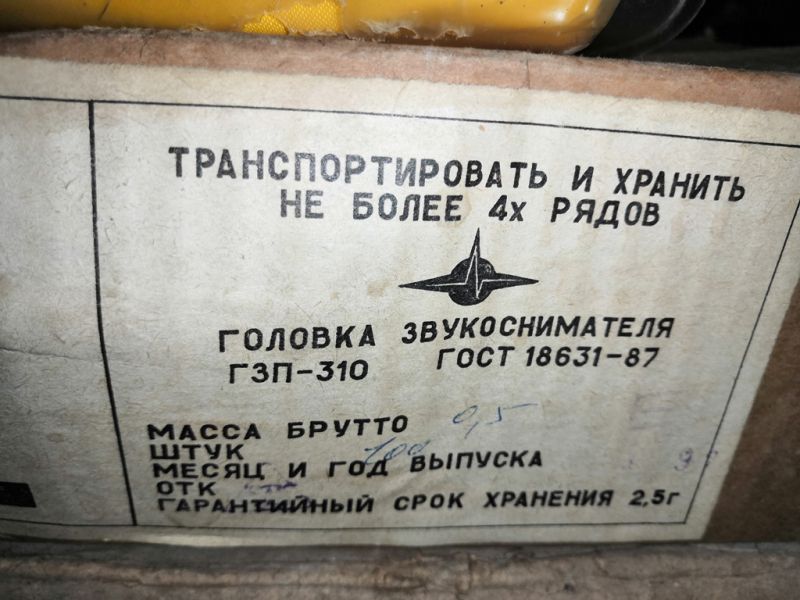 ТРАНСПОРТИРОВАТЬ И ХРАНИТЬ
НЕ БОЛЕЕ 4х РЯДОВ
ГОЛОВКА ЗВУКОСНИМАТЕЛЯ
ГЗП-310 ГОСТ 18631-87
МАССА БРУТТО 0,5
ШТУК 100
МЕСЯЦ И ГОД ВЫПУСКА
ОТК
ГАРАНТИЙНЫЙ СРОК ХРАНЕНИЯ 2,5г